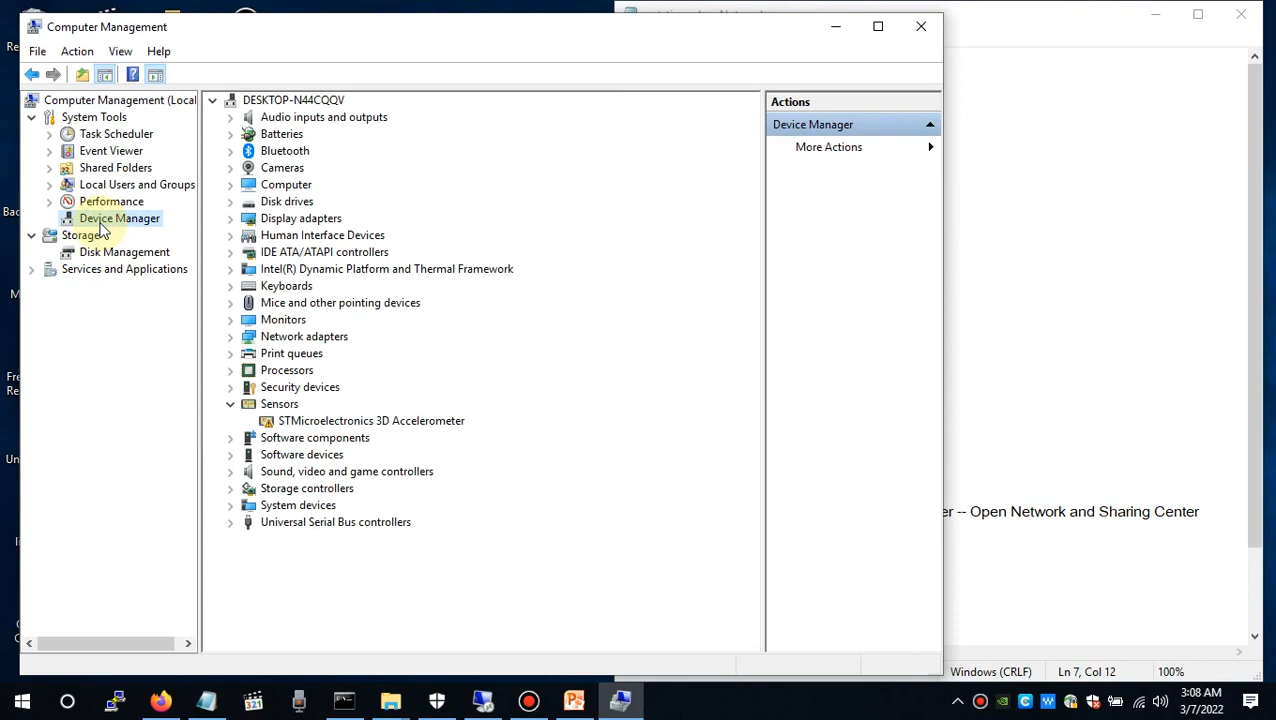 Computer Management
File Action View Help
Computer Management (Local
System Tools
Task Scheduler
Event Viewer
Shared Folders
Local Users and Groups
Performance
Device Manager
Storage
Disk Management
Services and Applications
DESKTOP-N44CQQV
Audio inputs and outputs
Batteries
Bluetooth
Cameras
Computer
Disk drives
Display adapters
Human Interface Devices
IDE ATA/ATAPI controllers
Intel(R) Dynamic Platform and Thermal Framework
Keyboards
Mice and other pointing devices
Monitors
Network adapters
Print queues
Processors
Security devices
Sensors
STMicroelectronics 3D Accelerometer
Software components
Software devices
Sound, video and game controllers
Storage controllers
System devices
Universal Serial Bus controllers
Actions
Device Manager
More Actions
er -- Open Network and Sharing Center
Windows (CRLF) Ln 7, Col 12 100%
321
3:08 AM
3/7/2022